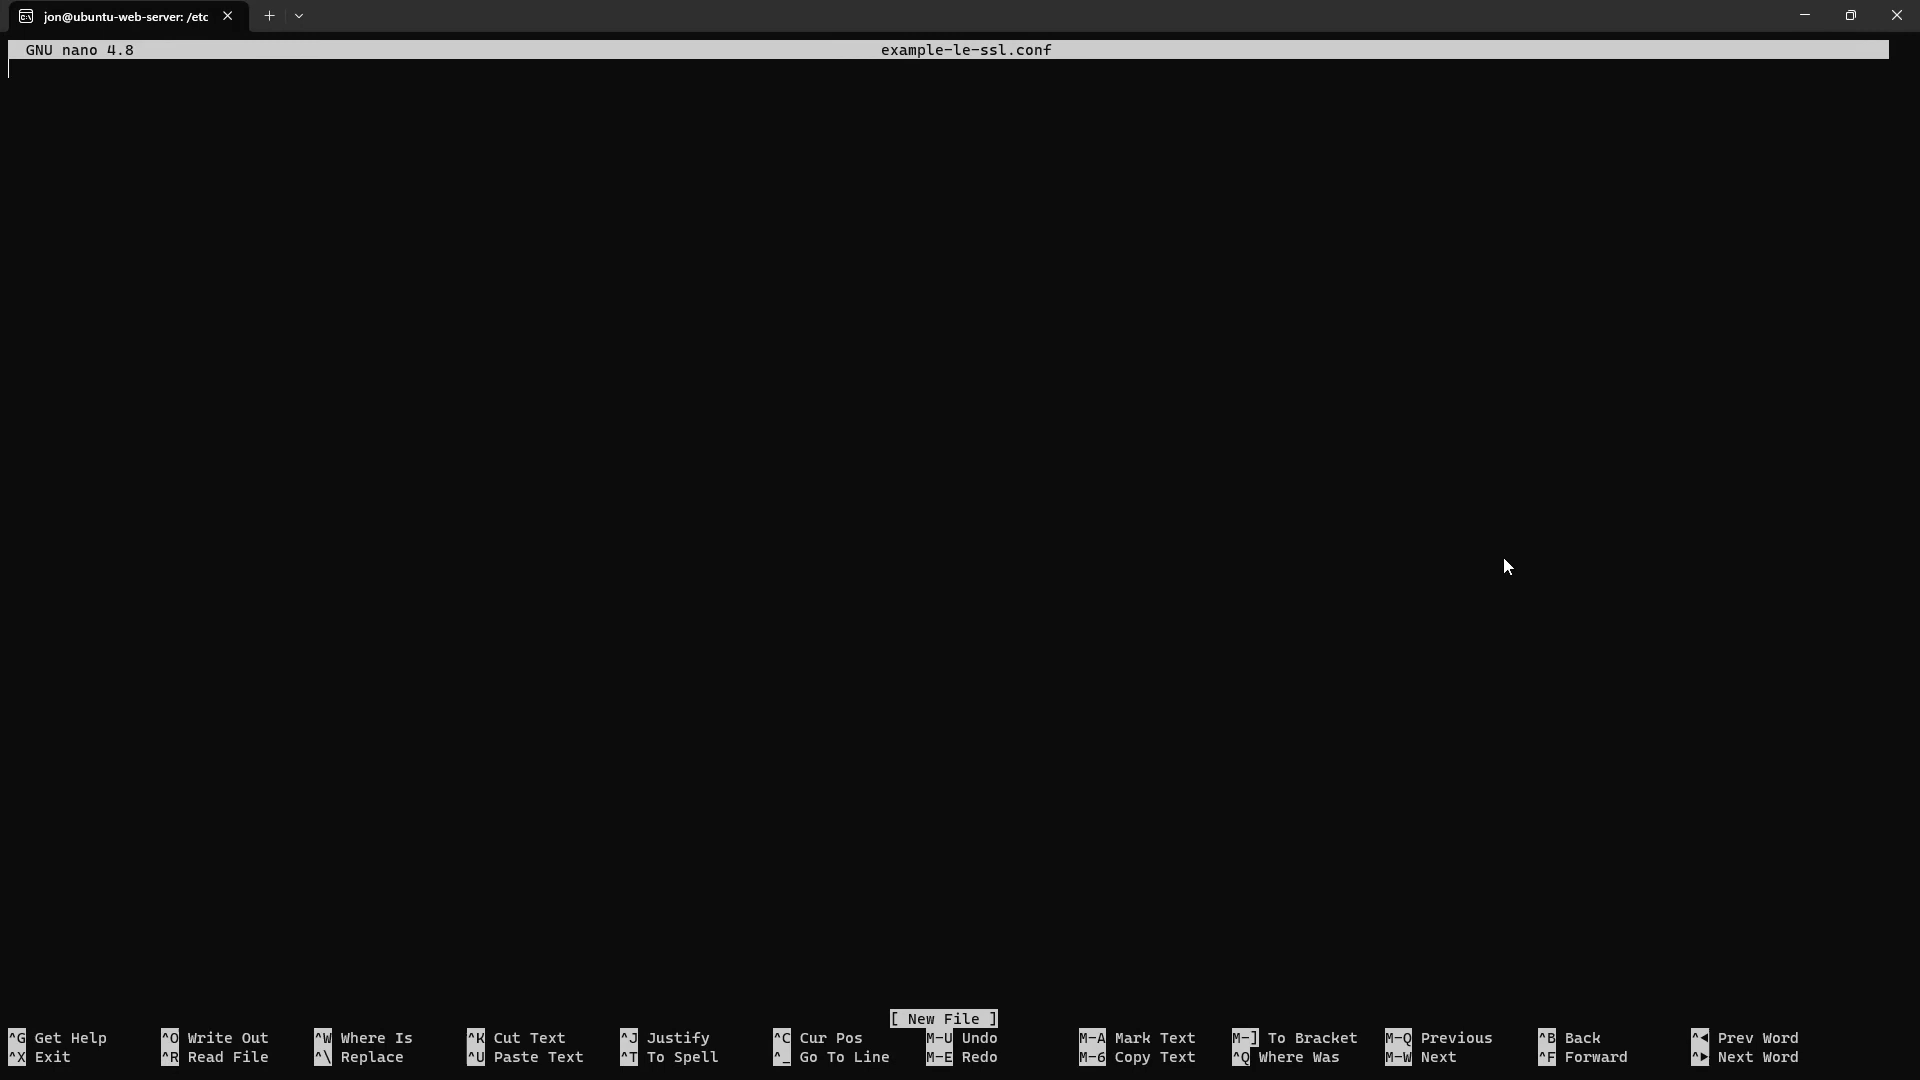 jon@ubuntu-web-server: /etc
GNU nano 4.8 example-le-ssl.conf
[ New File ]
^G Get Help ^O Write Out ^W Where Is ^K Cut Text ^J Justify ^C Cur Pos M-U Undo M-A Mark Text M-] To Bracket M-Q Previous ^B Back ^◀ Prev Word
^X Exit ^R Read File ^\ Replace ^U Paste Text ^T To Spell ^_ Go To Line M-E Redo M-6 Copy Text ^Q Where Was M-W Next ^F Forward ^▶ Next Word